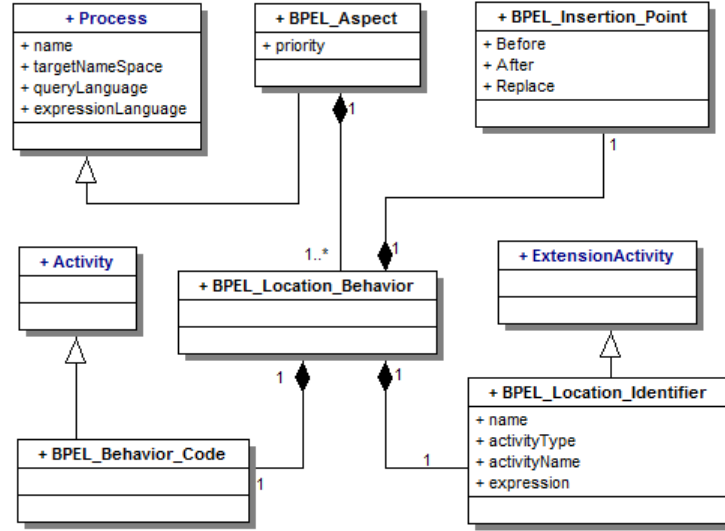 + Process
+ name
+ targetNameSpace
+ queryLanguage
+ expressionLanguage
+ BPEL_Aspect
+ priority
1
+ BPEL_Insertion_Point
+ Before
+ After
+ Replace
1
1..*
1
+ Activity
+ BPEL_Location_Behavior
+ ExtensionActivity
1
1
+ BPEL_Behavior_Code
1
+ BPEL_Location_Identifier
+ name
+ activityType
+ activityName
+ expression
1